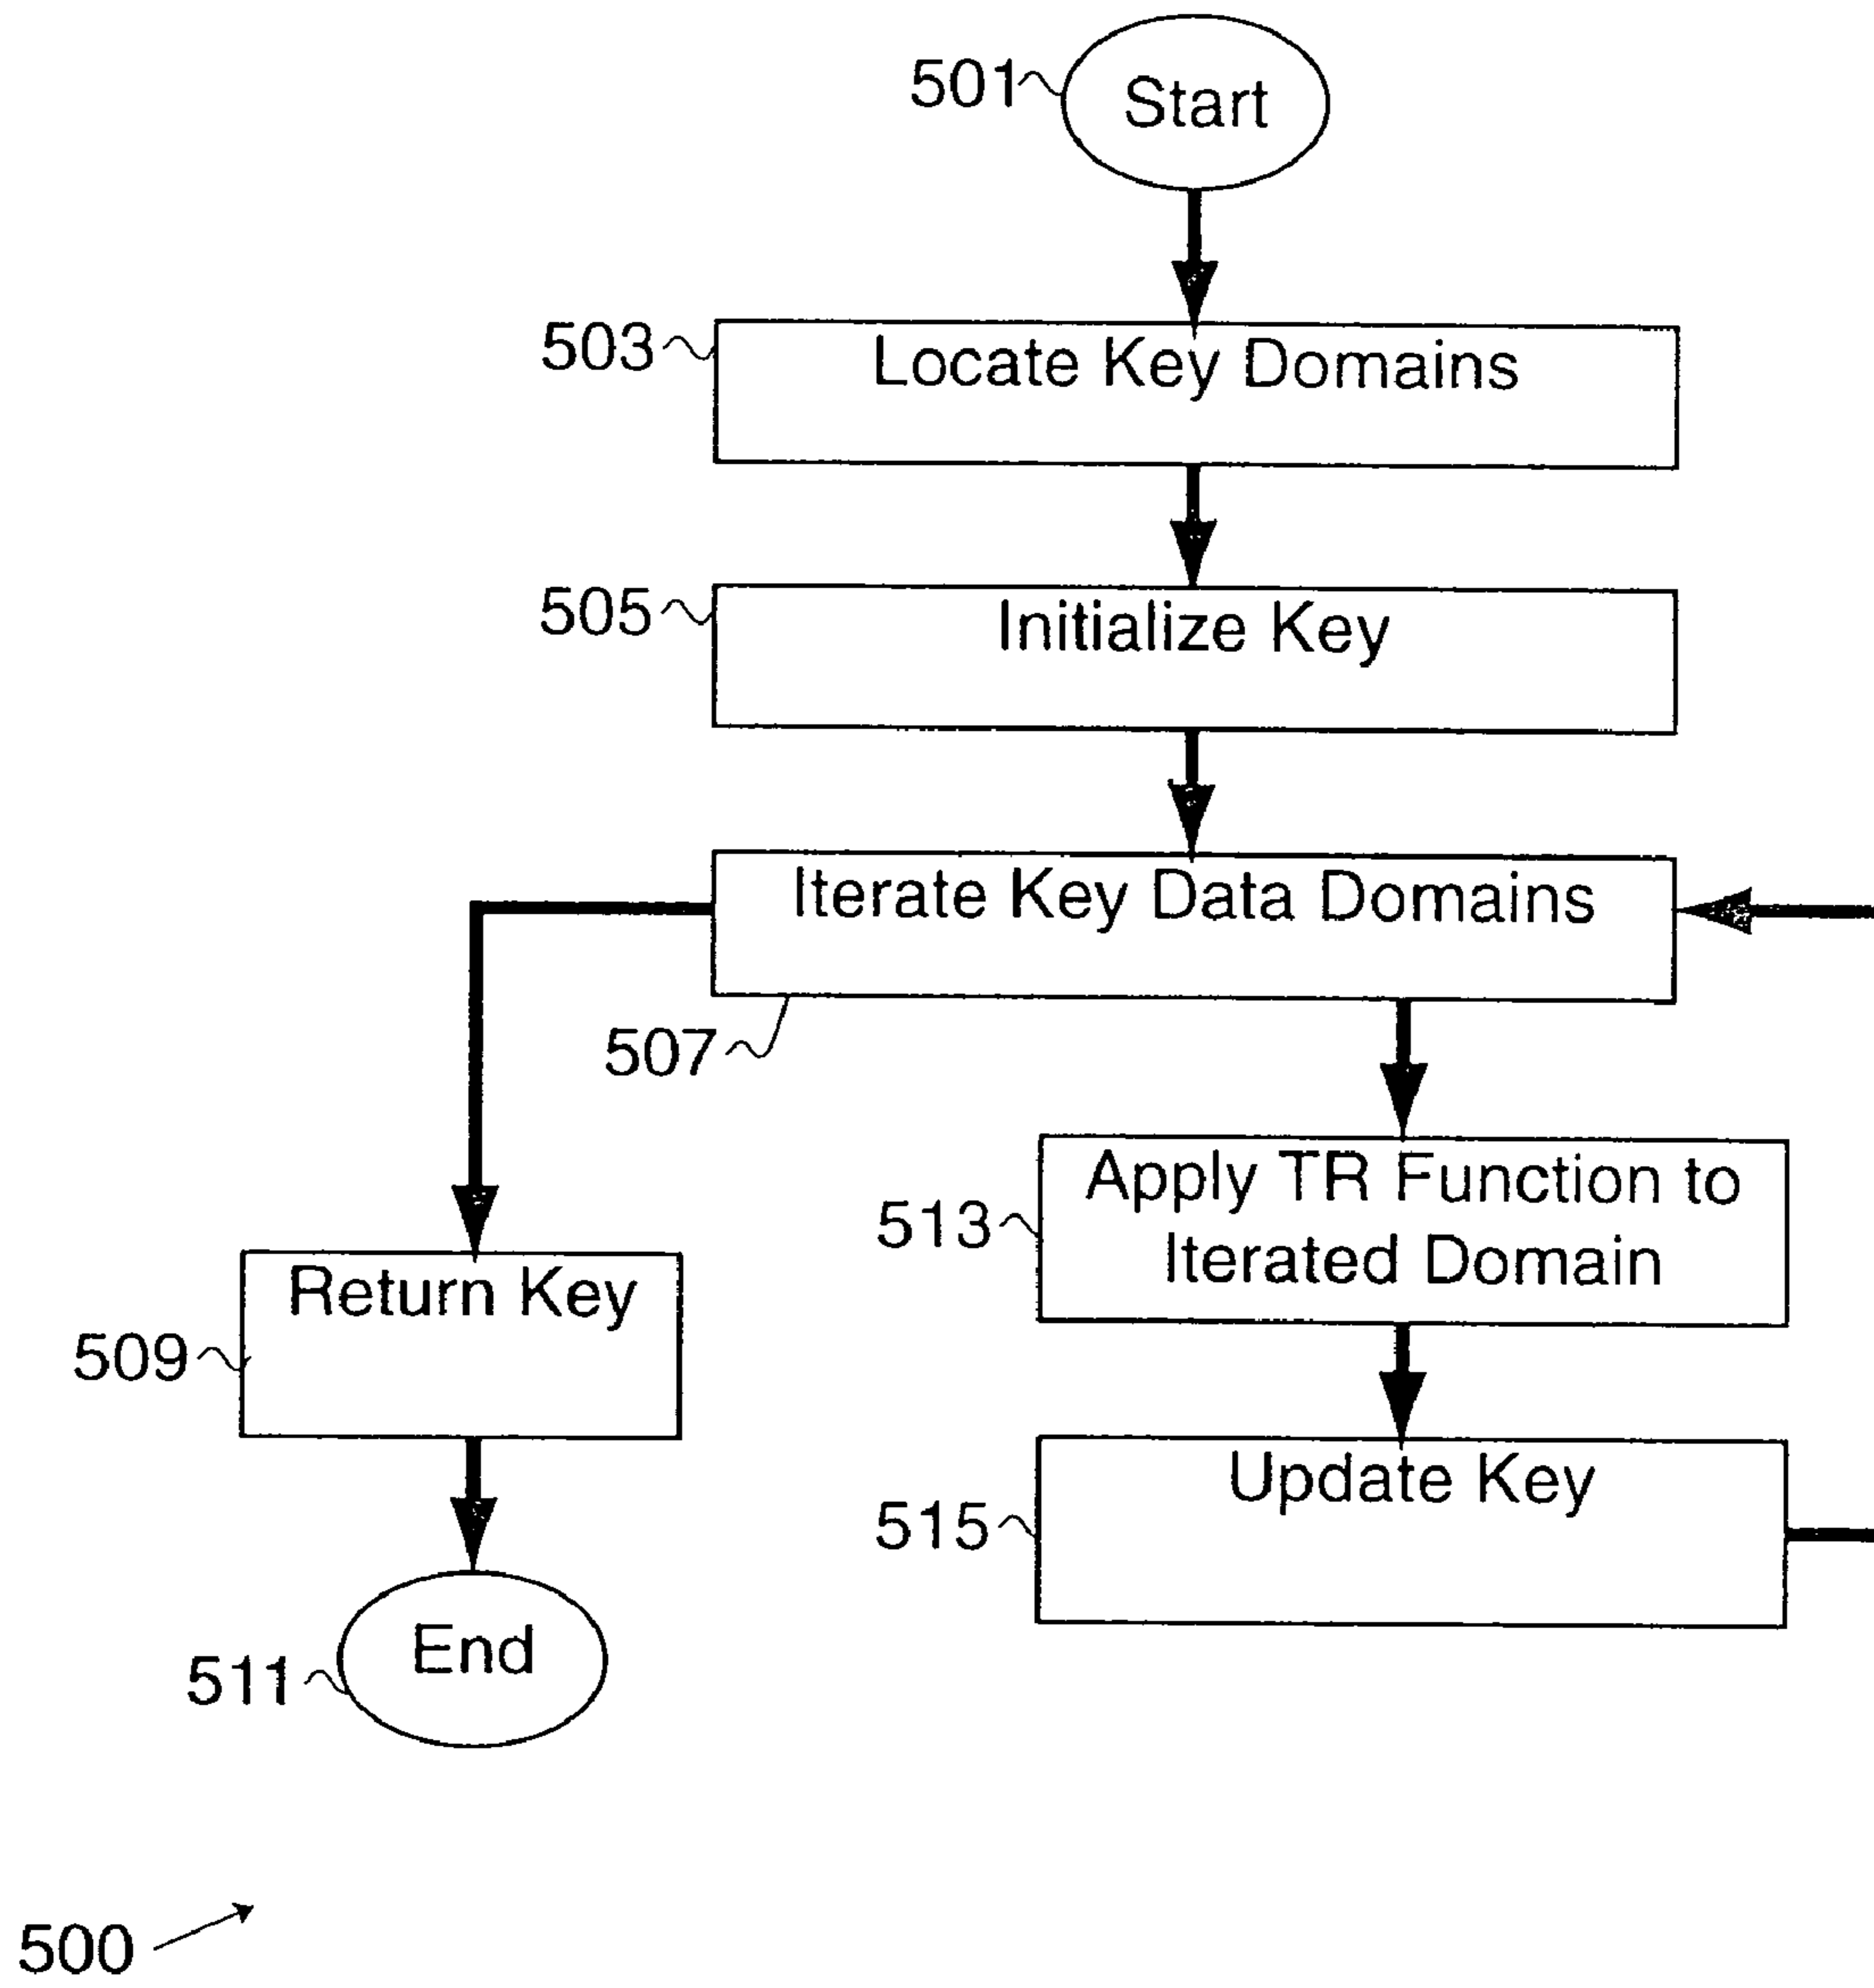 501
Start
503
Locate Key Domains
505
Initialize Key
Iterate Key Data Domains
507
513
Apply TR Function to
Iterated Domain
Return Key
509
515
Update Key
End
511
500